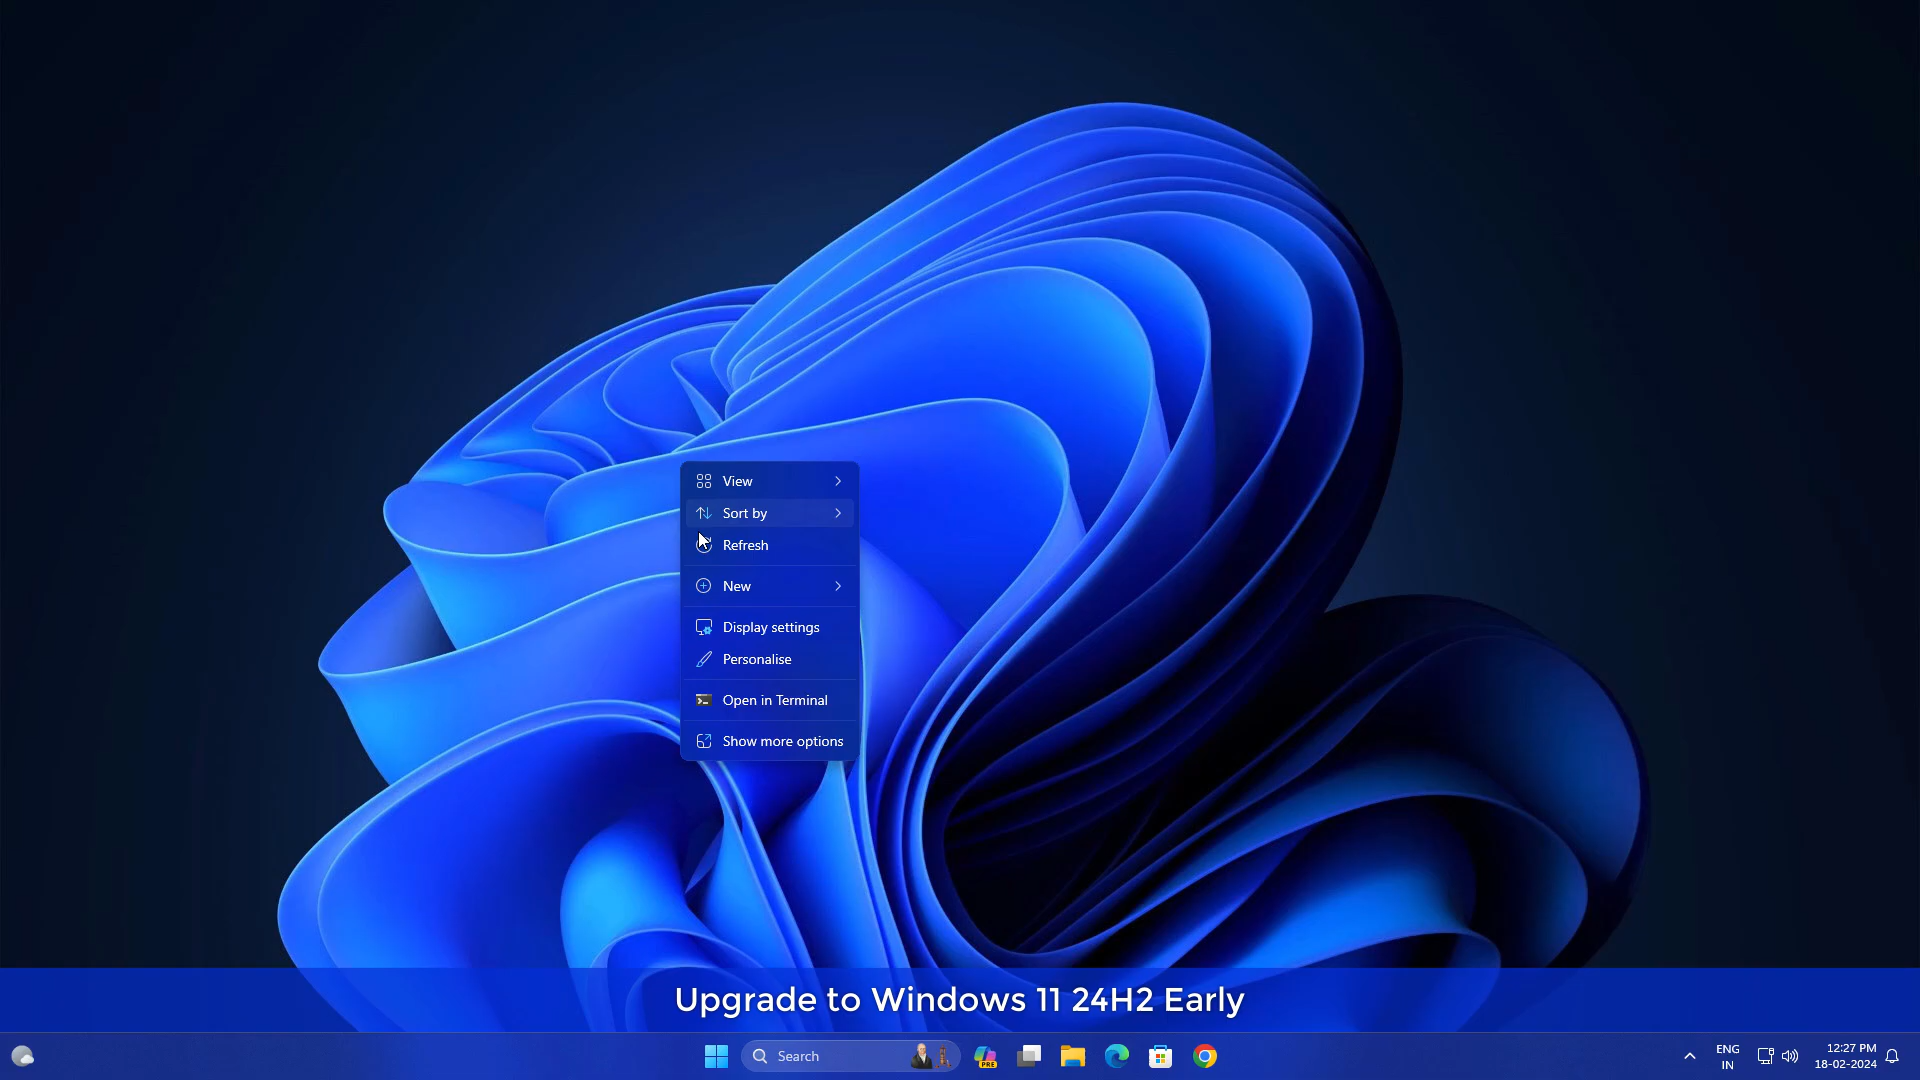 View
Sort by
Refresh
New
Display settings
Personalise
Open in Terminal
Show more options
Upgrade to Windows 11 24H2 Early
Search
PRE
ENG
IN
12:27 PM
18-02-2024